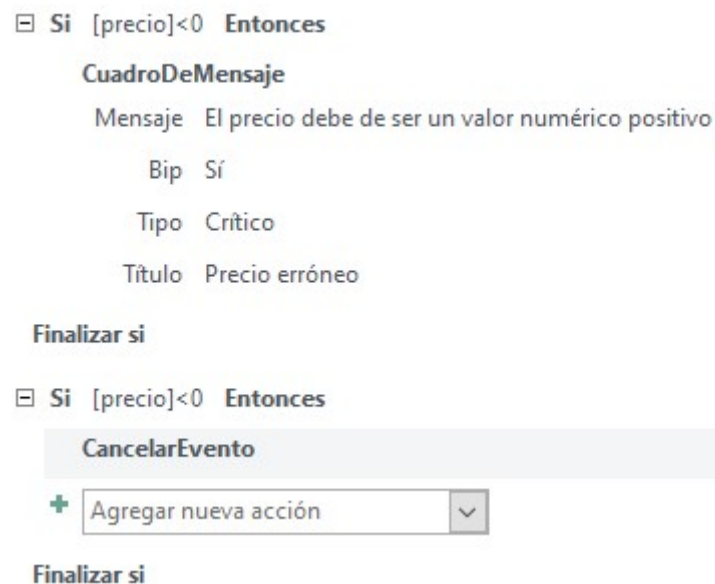 Si [precio]<0 Entonces
CuadroDeMensaje
Mensaje El precio debe de ser un valor numérico positivo
Bip Sí
Tipo Crítico
Título Precio erróneo
Finalizar si
Si [precio]<0 Entonces
CancelarEvento
Agregar nueva acción
Finalizar si